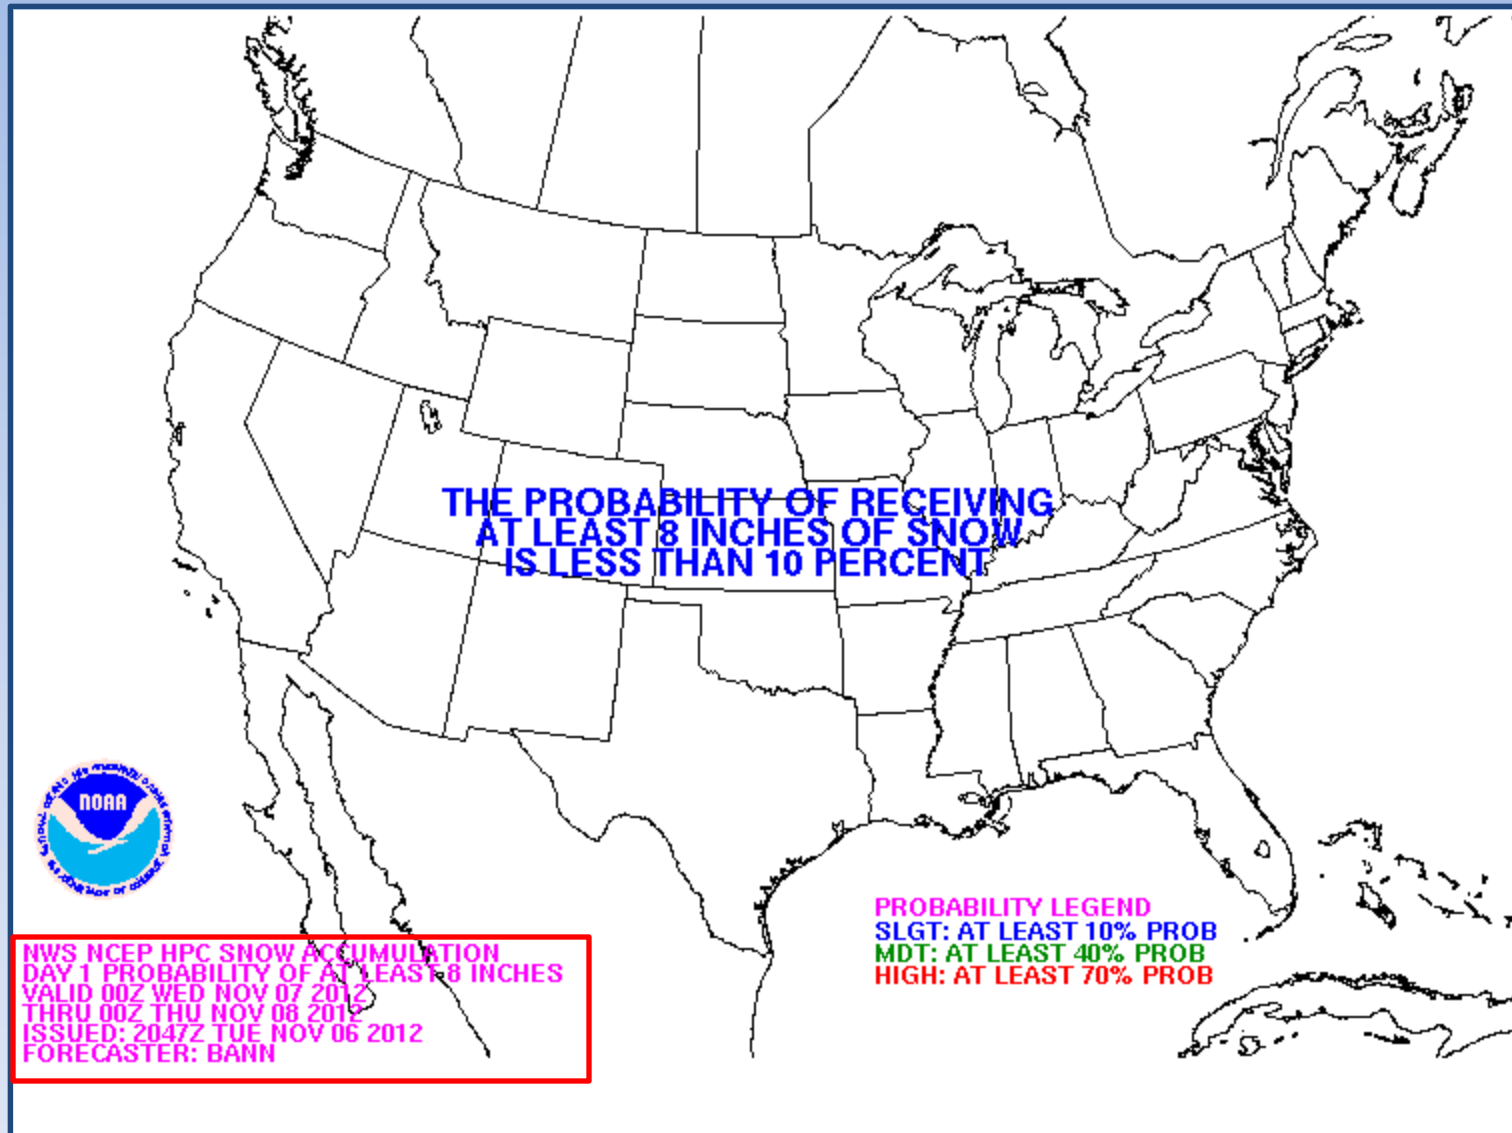 THE PROBABILITY OF RECEIVING
AT LEAST 8 INCHES OF SNOW
IS LESS THAN 10 PERCENT
NOAA
PROBABILITY LEGEND
SLGT: AT LEAST 10% PROB
MDT: AT LEAST 40% PROB
HIGH: AT LEAST 70% PROB
NWS NCEP HPC SNOW ACCUMULATION
DAY 1 PROBABILITY OF AT LEAST 8 INCHES
VALID 00Z WED NOV 07 2012
THRU 00Z THU NOV 08 2012
ISSUED: 2047Z TUE NOV 06 2012
FORECASTER: BANN